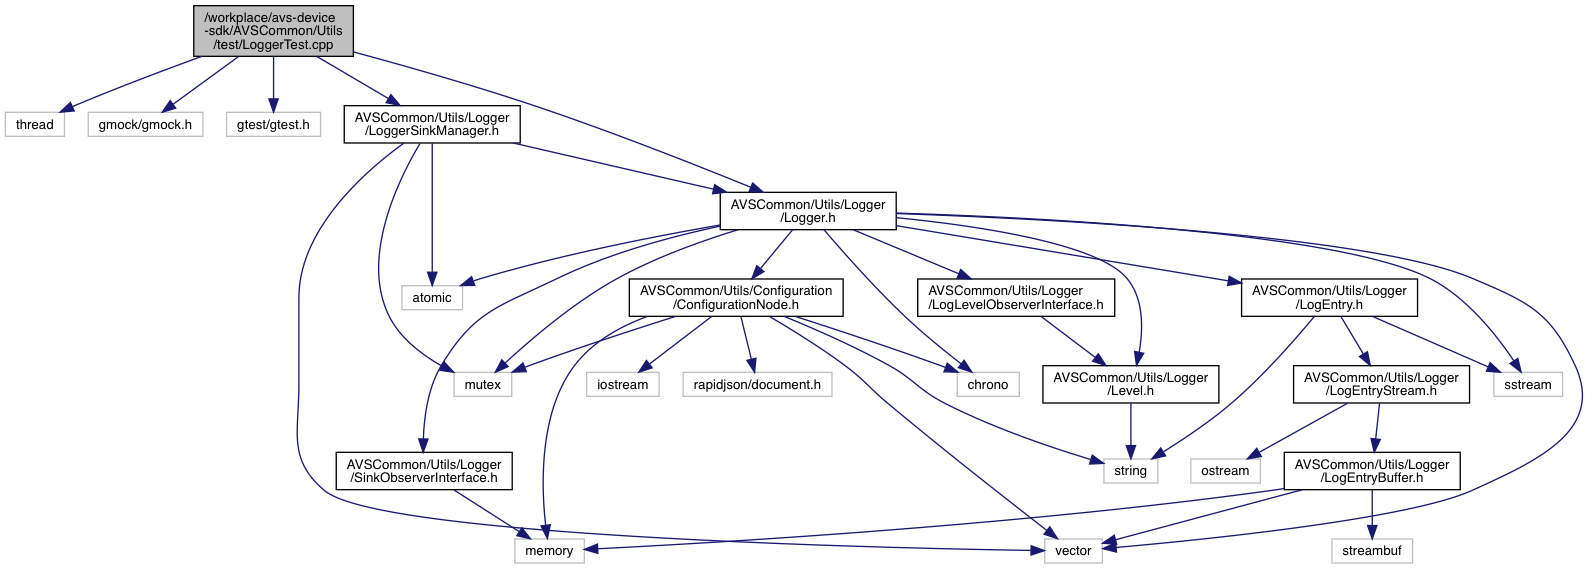 /workplace/avs-device
-sdk/AVSCommon/Utils
/test/LoggerTest.cpp
thread
gmock/gmock.h
gtest/gtest.h
AVSCommon/Utils/Logger
/LoggerSinkManager.h
AVSCommon/Utils/Logger
/Logger.h
atomic
AVSCommon/Utils/Configuration
/ConfigurationNode.h
AVSCommon/Utils/Logger
/LogLevelObserverInterface.h
AVSCommon/Utils/Logger
/LogEntry.h
mutex
iostream
rapidjson/document.h
chrono
AVSCommon/Utils/Logger
/Level.h
AVSCommon/Utils/Logger
/LogEntryStream.h
sstream
AVSCommon/Utils/Logger
/SinkObserverInterface.h
string
ostream
AVSCommon/Utils/Logger
/LogEntryBuffer.h
memory
vector
streambuf